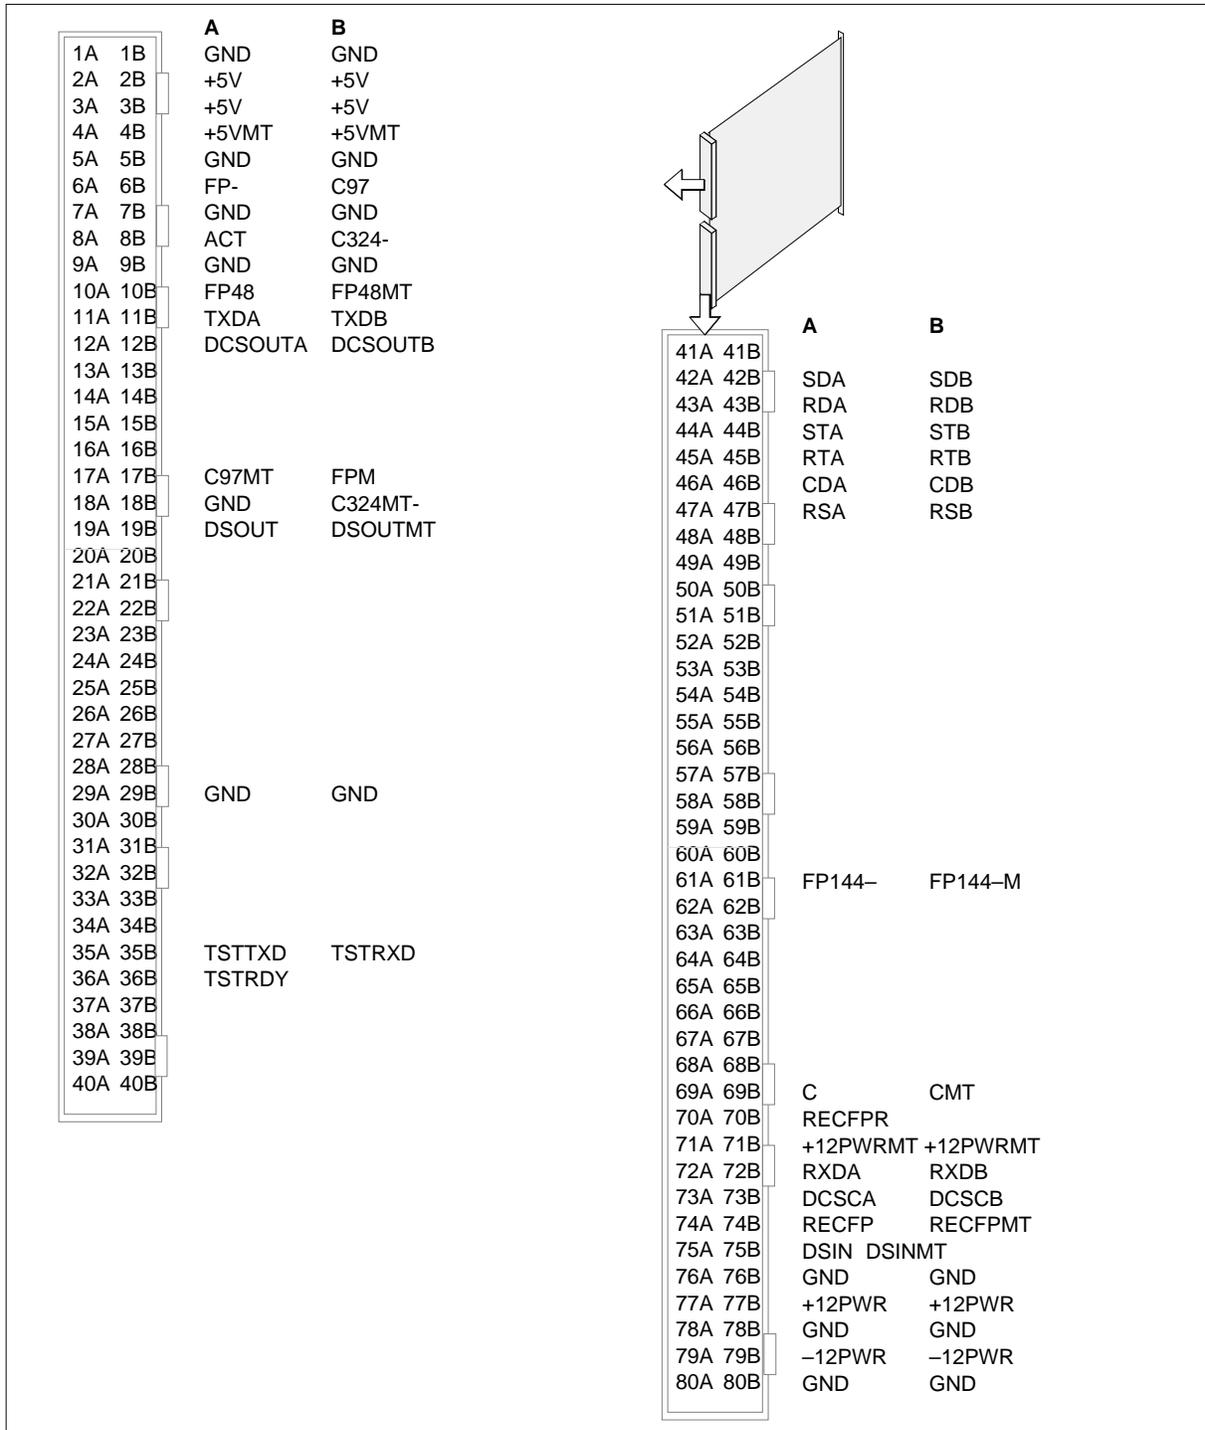 A B
1A 1B GND GND
2A 2B +5V +5V
3A 3B +5V +5V
4A 4B +5VMT +5VMT
5A 5B GND GND
6A 6B FP- C97
7A 7B GND GND
8A 8B ACT C324-
9A 9B GND GND
10A 10B FP48 FP48MT
11A 11B TXDA TXDB
12A 12B DCSOUTA DCSOUTB
13A 13B
14A 14B
15A 15B
16A 16B
17A 17B C97MT FPM
18A 18B GND C324MT-
19A 19B DSOUT DSOUTMT
20A 20B
21A 21B
22A 22B
23A 23B
24A 24B
25A 25B
26A 26B
27A 27B
28A 28B
29A 29B GND GND
30A 30B
31A 31B
32A 32B
33A 33B
34A 34B
35A 35B TSTTXD TSTRXD
36A 36B TSTRDY
37A 37B
38A 38B
39A 39B
40A 40B
A B
41A 41B
42A 42B SDA SDB
43A 43B RDA RDB
44A 44B STA STB
45A 45B RTA RTB
46A 46B CDA CDB
47A 47B RSA RSB
48A 48B
49A 49B
50A 50B
51A 51B
52A 52B
53A 53B
54A 54B
55A 55B
56A 56B
57A 57B
58A 58B
59A 59B
60A 60B
61A 61B FP144– FP144–M
62A 62B
63A 63B
64A 64B
65A 65B
66A 66B
67A 67B
68A 68B
69A 69B C CMT
70A 70B RECFPR
71A 71B +12PWRMT +12PWRMT
72A 72B RXDA RXDB
73A 73B DCSCA DCSCB
74A 74B RECFP RECFPMT
75A 75B DSIN DSINMT
76A 76B GND GND
77A 77B +12PWR +12PWR
78A 78B GND GND
79A 79B –12PWR –12PWR
80A 80B GND GND